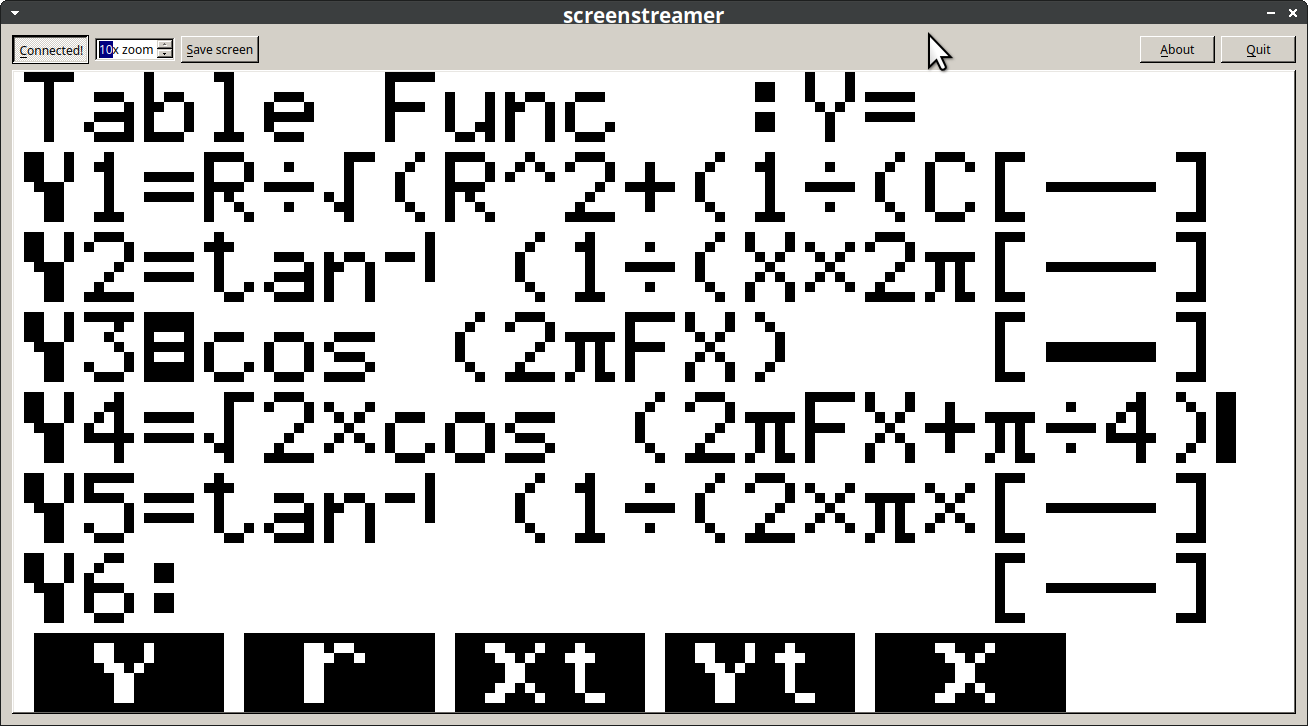 screenstreamer
Connected! 10x zoom Save screen About Quit
Table Func :Y=
Y1=R÷√(R^2+(1÷(C[—]
Y2=tan⁻¹ (1÷(X×2π[—]
Y3=cos (2πFX) [—]
Y4=√2×cos (2πFX+π÷4)
Y5=tan⁻¹ (1÷(2×π×[—]
Y6: [—]
Y r Xt Yt X